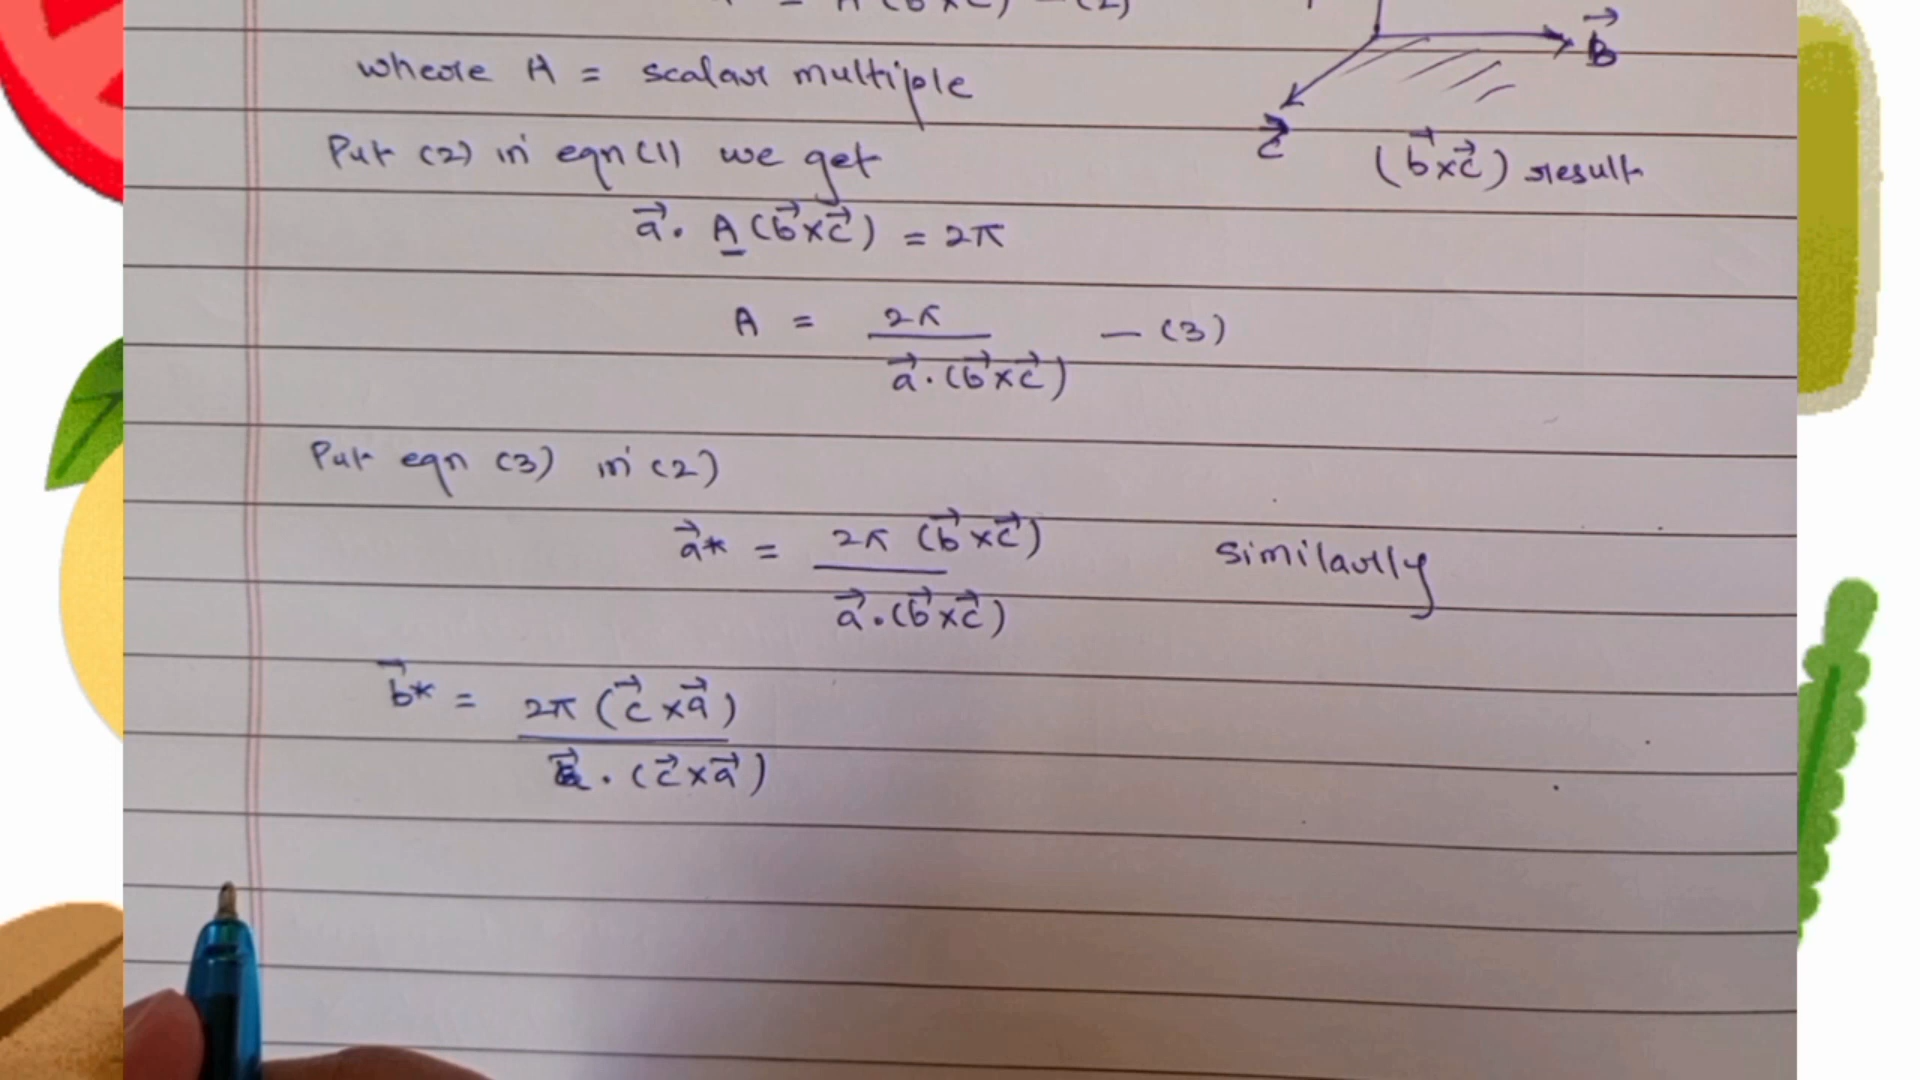 = A (b × c) – (2)
where A = scalar multiple
B⃗
c⃗
(b⃗ × c⃗) result
Put (2) in eqn (1) we get
a⃗ . A (b⃗ × c⃗) = 2π
A = 2π / a⃗ . (b⃗ × c⃗) — (3)
Put eqn (3) in (2)
a⃗* = 2π (b⃗ × c⃗) / a⃗ . (b⃗ × c⃗) Similarly
b⃗* = 2π (c⃗ × a⃗) / . (c⃗ × a⃗)